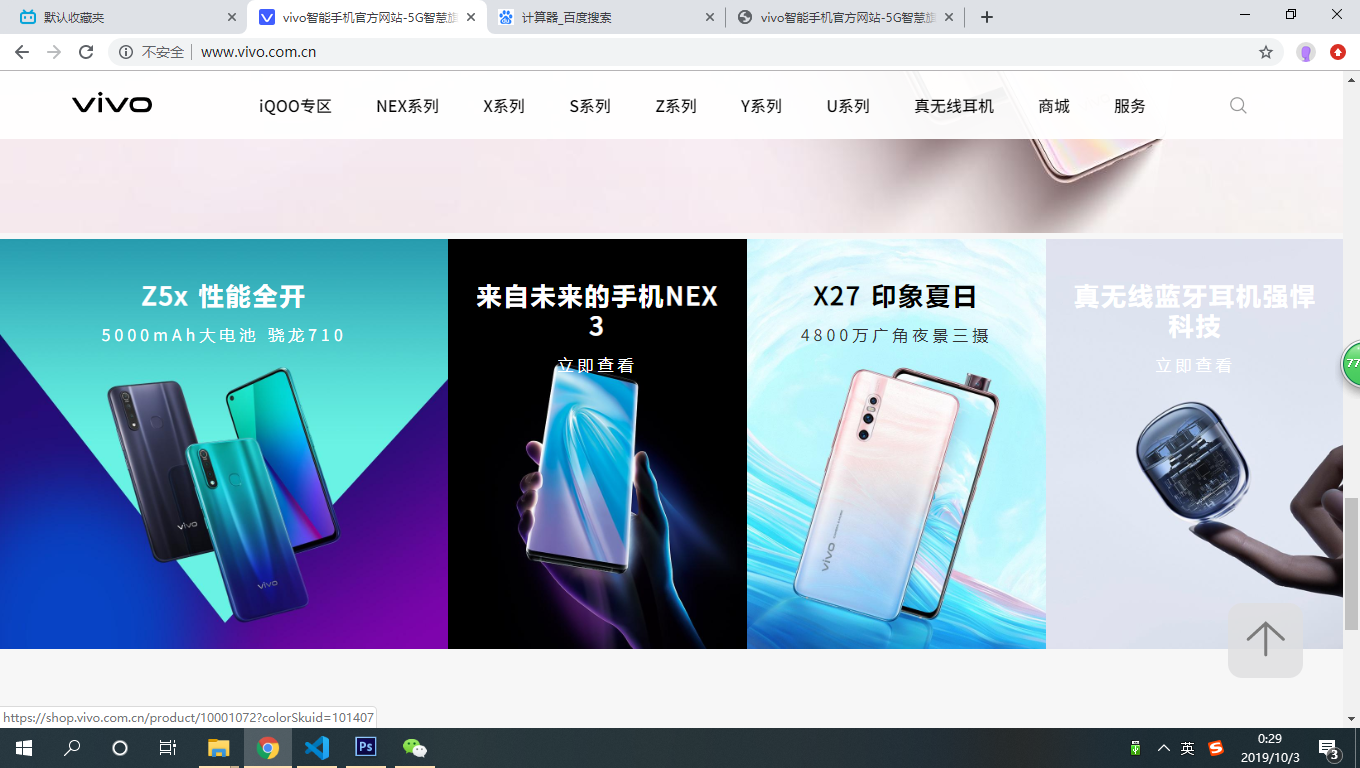 默认收藏夹
vivo智能手机官方网站-5G智慧旗
计算器_百度搜索
vivo智能手机官方网站-5G智慧旗
不安全
www.vivo.com.cn
vivo
iQOO专区
NEX系列
X系列
S系列
Z系列
Y系列
U系列
真无线耳机
商城
服务
Z5x 性能全开
5000mAh大电池 骁龙710
来自未来的手机NEX
3
立即查看
X27 印象夏日
4800万广角夜景三摄
真无线蓝牙耳机强悍
科技
立即查看
77
vivo
vivo
vivo
https://shop.vivo.com.cn/product/10001072?colorSkuid=101407
Ps
英
0:29
2019/10/3
3